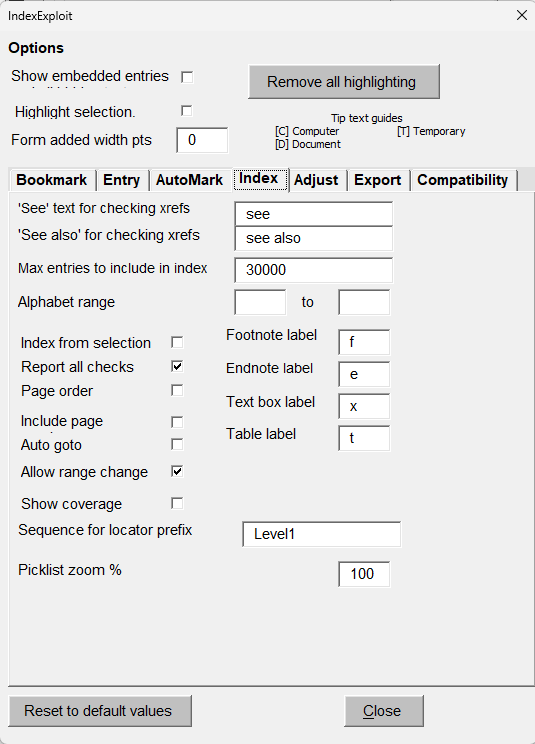 IndexExploit
Options
Show embedded entries
Remove all highlighting
Highlight selection.
Form added width pts 0
Tip text guides
[C] Computer [T] Temporary
[D] Document
Bookmark Entry AutoMark Index Adjust Export Compatibility
'See' text for checking xrefs see
'See also' for checking xrefs see also
Max entries to include in index 30000
Alphabet range to
Index from selection
Footnote label f
Report all checks
Endnote label e
Page order
Text box label x
Include page
Table label t
Auto goto
Allow range change
Show coverage
Sequence for locator prefix Level1
Picklist zoom % 100
Reset to default values Close